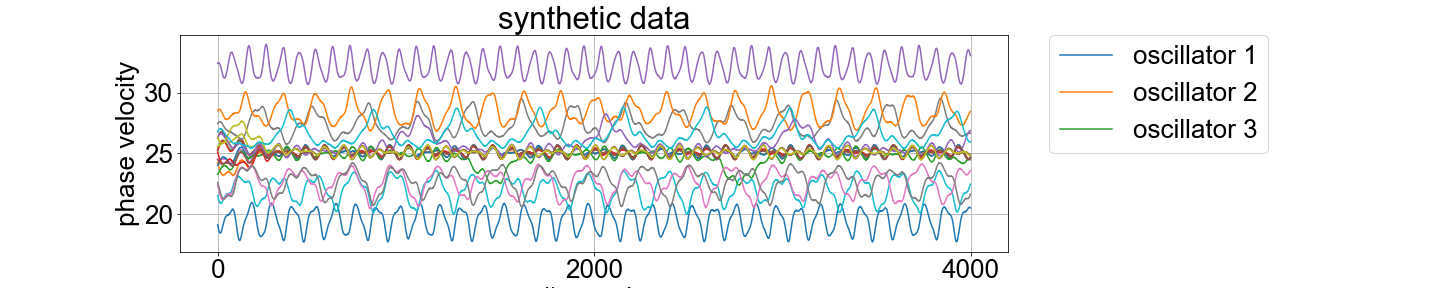 synthetic data
phase velocity
30
25
20
0 2000 4000
oscillator 1
oscillator 2
oscillator 3